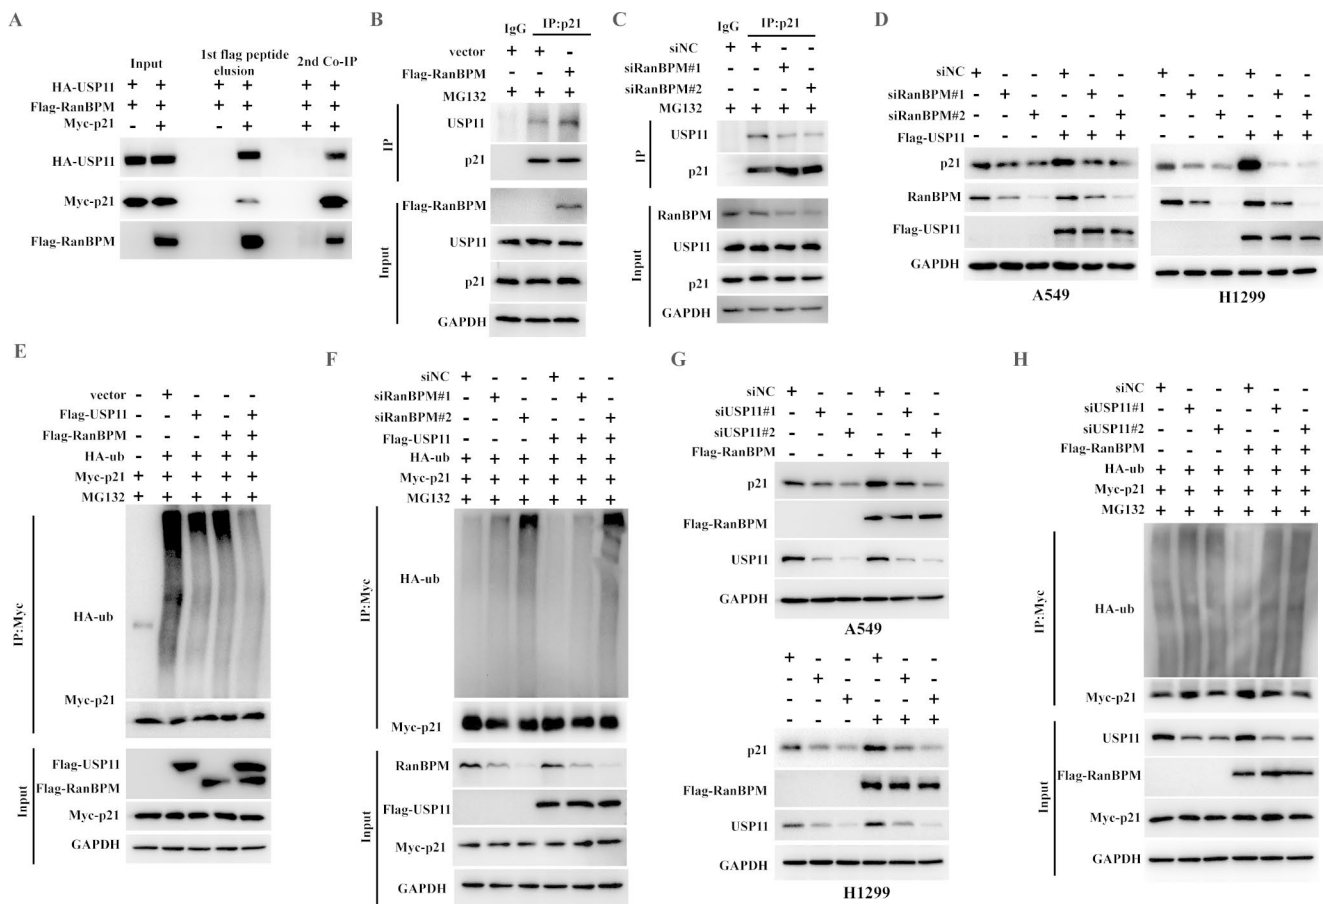 A
Input
1st flag peptide
elusion
2nd Co-IP
HA-USP11 + + + + + +
Flag-RanBPM + + + + + +
Myc-p21 - + - + + +
HA-USP11
Myc-p21
Flag-RanBPM
B
IgG IP:p21
vector + + -
Flag-RanBPM - - +
MG132 + + +
IP
USP11
p21
Input
Flag-RanBPM
USP11
p21
GAPDH
C
IgG IP:p21
siNC + + - -
siRanBPM#1 - - + -
siRanBPM#2 - - - +
MG132 + + + +
IP
USP11
p21
Input
RanBPM
USP11
p21
GAPDH
D
siNC + - - + - - + - - + - -
siRanBPM#1 - + - - + - - + - - + -
siRanBPM#2 - - + - - + - - + - - +
Flag-USP11 - - - + + + - - - + + +
p21
RanBPM
Flag-USP11
GAPDH
A549 H1299
E
vector - + - - -
Flag-USP11 - - + - +
Flag-RanBPM - - - + +
HA-ub - + + + +
Myc-p21 + + + + +
MG132 + + + + +
IP:Myc
HA-ub
Myc-p21
Input
Flag-USP11
Flag-RanBPM
Myc-p21
GAPDH
F
siNC + - - + - -
siRanBPM#1 - + - - + -
siRanBPM#2 - - + - - +
Flag-USP11 - - - + + +
HA-ub + + + + + +
Myc-p21 + + + + + +
MG132 + + + + + +
IP:Myc
HA-ub
Myc-p21
Input
RanBPM
Flag-USP11
Myc-p21
GAPDH
G
siNC + - - + - -
siUSP11#1 - + - - + -
siUSP11#2 - - + - - +
Flag-RanBPM - - - + + +
p21
Flag-RanBPM
USP11
GAPDH
A549
+ - - + - -
- + - - + -
- - + - - +
- - - + + +
p21
Flag-RanBPM
USP11
GAPDH
H1299
H
siNC + - - + - -
siUSP11#1 - + - - + -
siUSP11#2 - - + - - +
Flag-RanBPM - - - + + +
HA-ub + + + + + +
Myc-p21 + + + + + +
MG132 + + + + + +
IP:Myc
HA-ub
Myc-p21
Input
USP11
Flag-RanBPM
Myc-p21
GAPDH